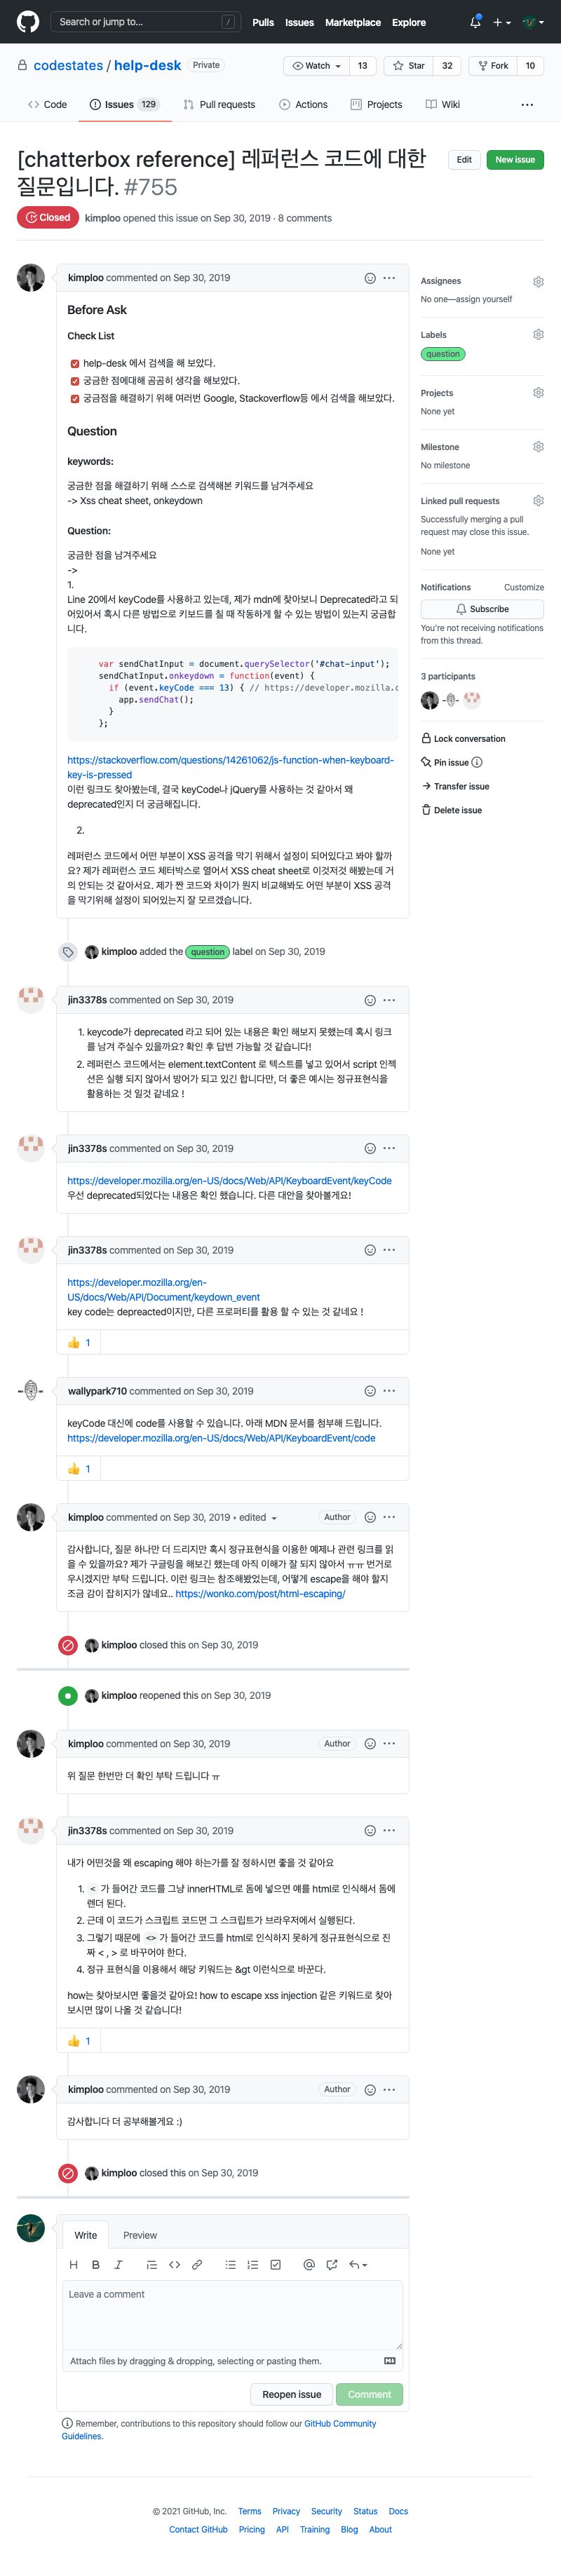 Search or jump to...
/
Pulls
Issues
Marketplace
Explore
codestates / help-desk
Private
Watch
13
Star
32
Fork
10
Code
Issues 129
Pull requests
Actions
Projects
Wiki
[chatterbox reference] 레퍼런스 코드에 대한
질문입니다. #755
Edit
New issue
Closed
kimploo opened this issue on Sep 30, 2019 · 8 comments
kimploo commented on Sep 30, 2019
Before Ask
Check List
help-desk 에서 검색을 해 보았다.
궁금한 점에대해 곰곰히 생각을 해보았다.
궁금점을 해결하기 위해 여러번 Google, Stackoverflow등 에서 검색을 해보았다.
Question
keywords:
궁금한 점을 해결하기 위해 스스로 검색해본 키워드를 남겨주세요
-> Xss cheat sheet, onkeydown
Question:
궁금한 점을 남겨주세요
->
1.
Line 20에서 keyCode를 사용하고 있는데, 제가 mdn에 찾아보니 Deprecated라고 되
어있어서 혹시 다른 방법으로 키보드를 칠 때 작동하게 할 수 있는 방법이 있는지 궁금합
니다.
var sendChatInput = document.querySelector('#chat-input');
sendChatInput.onkeydown = function(event) {
if (event.keyCode === 13) { // https://developer.mozilla.c
app.sendChat();
}
};
https://stackoverflow.com/questions/14261062/js-function-when-keyboard-
key-is-pressed
이런 링크도 찾아봤는데, 결국 keyCode나 jQuery를 사용하는 것 같아서 왜
deprecated인지 더 궁금해집니다.
2.
레퍼런스 코드에서 어떤 부분이 XSS 공격을 막기 위해서 설정이 되어있다고 봐야 할까
요? 제가 레퍼런스 코드 체터박스로 열어서 XSS cheat sheet로 이것저것 해봤는데 거
의 안되는 것 같아서요. 제가 짠 코드와 차이가 뭔지 비교해봐도 어떤 부분이 XSS 공격
을 막기위해 설정이 되어있는지 잘 모르겠습니다.
Assignees
No one—assign yourself
Labels
question
Projects
None yet
Milestone
No milestone
Linked pull requests
Successfully merging a pull
request may close this issue.
None yet
Notifications
Customize
Subscribe
You're not receiving notifications
from this thread.
3 participants
Lock conversation
Pin issue
Transfer issue
Delete issue
kimploo added the question label on Sep 30, 2019
jin3378s commented on Sep 30, 2019
1. keycode가 deprecated 라고 되어 있는 내용은 확인 해보지 못했는데 혹시 링크
를 남겨 주실수 있을까요? 확인 후 답변 가능할 것 같습니다!
2. 레퍼런스 코드에서는 element.textContent 로 텍스트를 넣고 있어서 script 인젝
션은 실행 되지 않아서 방어가 되고 있긴 합니다만, 더 좋은 예시는 정규표현식을
활용하는 것 일것 같네요 !
jin3378s commented on Sep 30, 2019
https://developer.mozilla.org/en-US/docs/Web/API/KeyboardEvent/keyCode
우선 deprecated되었다는 내용은 확인 했습니다. 다른 대안을 찾아볼게요!
jin3378s commented on Sep 30, 2019
https://developer.mozilla.org/en-
US/docs/Web/API/Document/keydown_event
key code는 depreacted이지만, 다른 프로퍼티를 활용 할 수 있는 것 같네요 !
👍 1
wallypark710 commented on Sep 30, 2019
keyCode 대신에 code를 사용할 수 있습니다. 아래 MDN 문서를 첨부해 드립니다.
https://developer.mozilla.org/en-US/docs/Web/API/KeyboardEvent/code
👍 1
kimploo commented on Sep 30, 2019 • edited
Author
감사합니다, 질문 하나만 더 드리지만 혹시 정규표현식을 이용한 예제나 관련 링크를 읽
을 수 있을까요? 제가 구글링을 해보긴 했는데 아직 이해가 잘 되지 않아서 ㅠㅠ 번거로
우시겠지만 부탁 드립니다. 이런 링크는 참조해봤었는데, 어떻게 escape을 해야 할지
조금 감이 잡히지가 않네요.. https://wonko.com/post/html-escaping/
kimploo closed this on Sep 30, 2019
kimploo reopened this on Sep 30, 2019
kimploo commented on Sep 30, 2019
Author
위 질문 한번만 더 확인 부탁 드립니다 ㅠ
jin3378s commented on Sep 30, 2019
내가 어떤것을 왜 escaping 해야 하는가를 잘 정하시면 좋을 것 같아요
1. < 가 들어간 코드를 그냥 innerHTML로 돔에 넣으면 얘를 html로 인식해서 돔에
렌더 된다.
2. 근데 이 코드가 스크립트 코드면 그 스크립트가 브라우저에서 실행된다.
3. 그렇기 때문에 <> 가 들어간 코드를 html로 인식하지 못하게 정규표현식으로 진
짜 < , > 로 바꾸어야 한다.
4. 정규 표현식을 이용해서 해당 키워드는 &gt 이런식으로 바꾼다.
how는 찾아보시면 좋을것 같아요! how to escape xss injection 같은 키워드로 찾아
보시면 많이 나올 것 같습니다!
👍 1
kimploo commented on Sep 30, 2019
Author
감사합니다 더 공부해볼게요 :)
kimploo closed this on Sep 30, 2019
Write
Preview
Leave a comment
Attach files by dragging & dropping, selecting or pasting them.
Reopen issue
Comment
Remember, contributions to this repository should follow our GitHub Community
Guidelines.
© 2021 GitHub, Inc.
Terms
Privacy
Security
Status
Docs
Contact GitHub
Pricing
API
Training
Blog
About